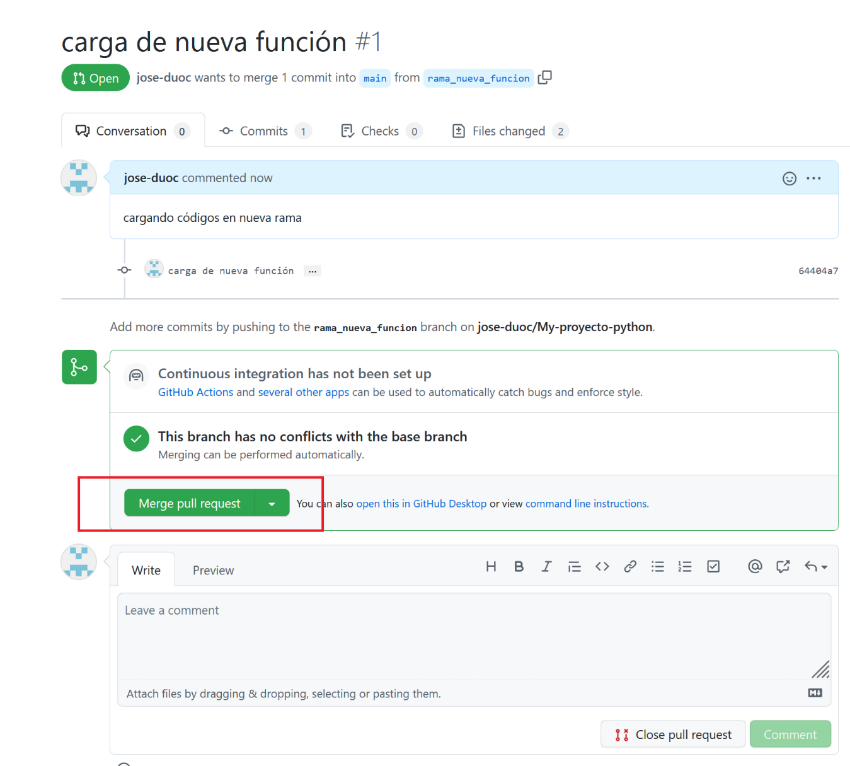 carga de nueva función #1
Open jose-duoc wants to merge 1 commit into main from rama_nueva_funcion
Conversation 0 Commits 1 Checks 0 Files changed 2
jose-duoc commented now
cargando códigos en nueva rama
carga de nueva función ... 64404a7
Add more commits by pushing to the rama_nueva_funcion branch on jose-duoc/My-proyecto-python.
Continuous integration has not been set up
GitHub Actions and several other apps can be used to automatically catch bugs and enforce style.
This branch has no conflicts with the base branch
Merging can be performed automatically.
Merge pull request You can also open this in GitHub Desktop or view command line instructions.
Write Preview
Leave a comment
Attach files by dragging & dropping, selecting or pasting them.
Close pull request Comment